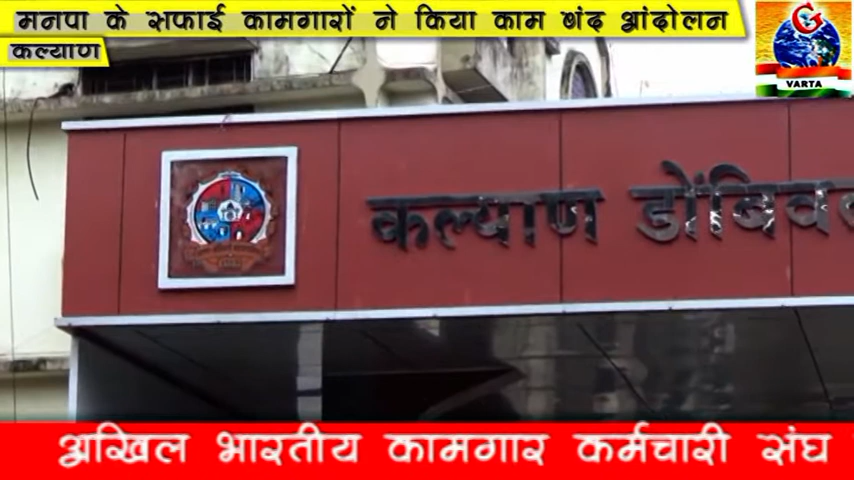 मनपा के सफाई कामगारों ने किया काम बंद आंदोलन
कल्याण
G
VARTA
कल्याण डोंबिव
अखिल भारतीय कामगार कर्मचारी संघ